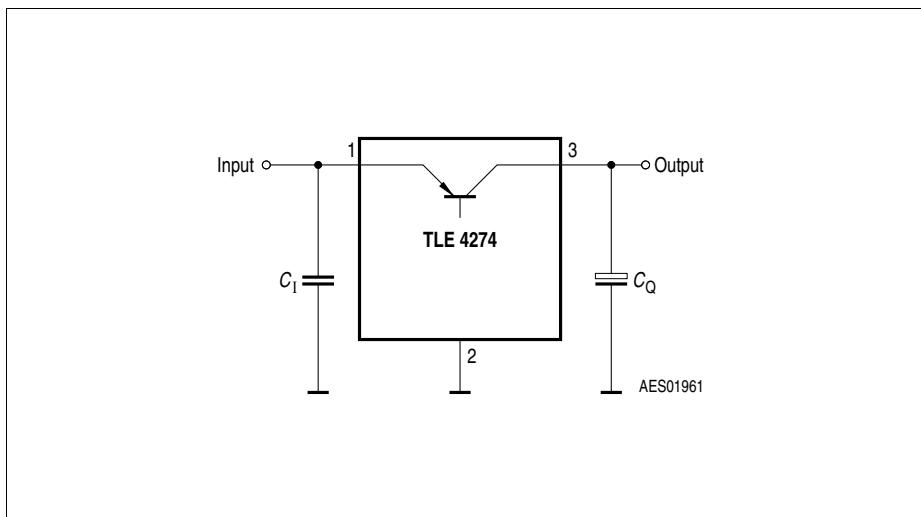 1
3
Input
Output
TLE 4274
C_I
C_Q
2
AES01961